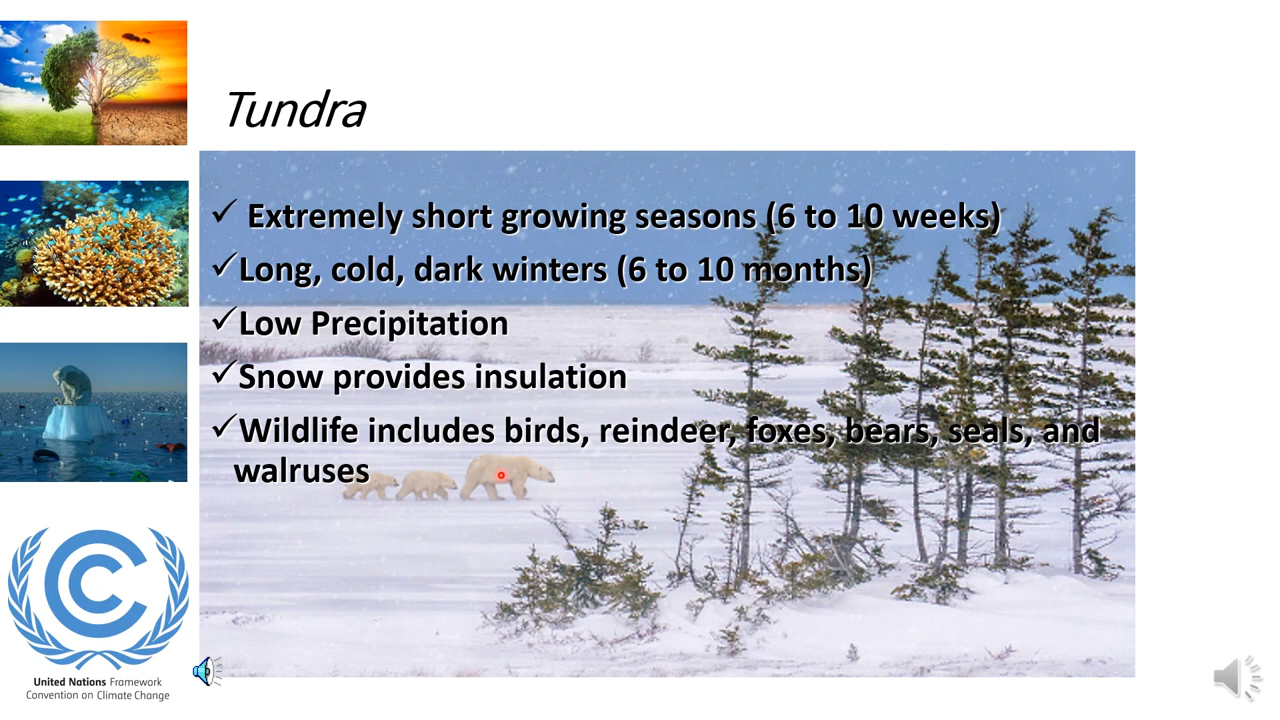 Tundra
✓ Extremely short growing seasons (6 to 10 weeks)
✓Long, cold, dark winters (6 to 10 months)
✓Low Precipitation
✓Snow provides insulation
✓Wildlife includes birds, reindeer, foxes, bears, seals, and
walruses
United Nations Framework
Convention on Climate Change